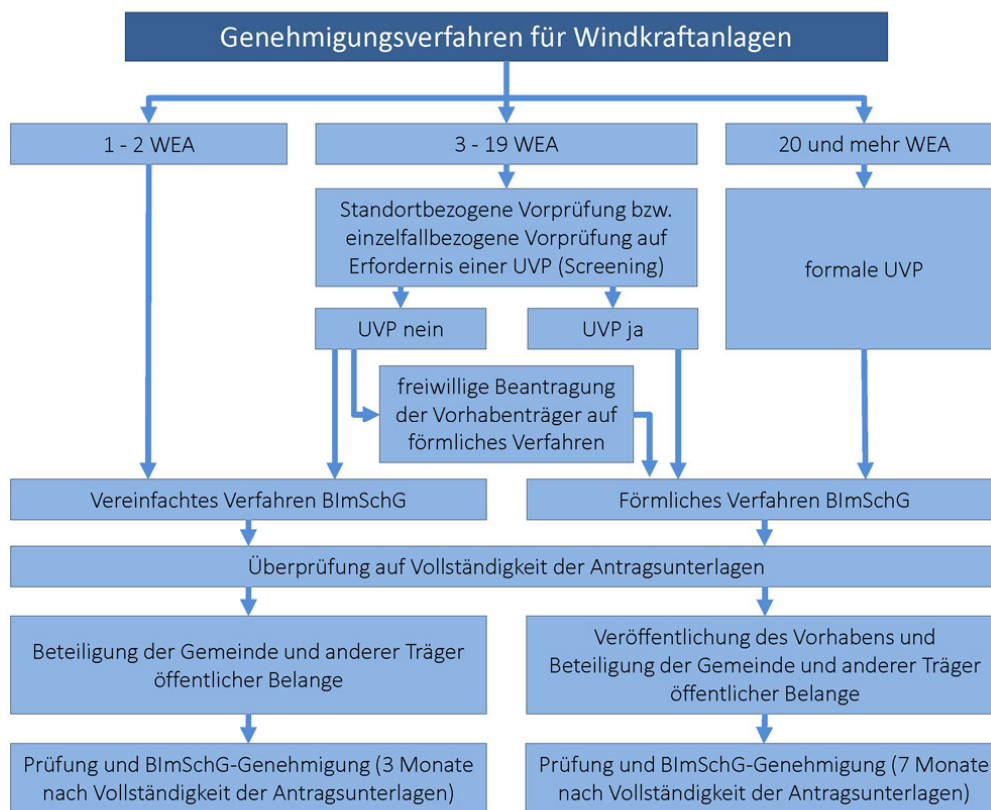 Genehmigungsverfahren für Windkraftanlagen
1 - 2 WEA
3 - 19 WEA
20 und mehr WEA
Standortbezogene Vorprüfung bzw.
einzelfallbezogene Vorprüfung auf
Erfordernis einer UVP (Screening)
formale UVP
UVP nein
UVP ja
freiwillige Beantragung
der Vorhabenträger auf
förmliches Verfahren
Vereinfachtes Verfahren BImSchG
Förmliches Verfahren BImSchG
Überprüfung auf Vollständigkeit der Antragsunterlagen
Beteiligung der Gemeinde und anderer Träger
öffentlicher Belange
Veröffentlichung des Vorhabens und
Beteiligung der Gemeinde und anderer Träger
öffentlicher Belange
Prüfung und BImSchG-Genehmigung (3 Monate
nach Vollständigkeit der Antragsunterlagen)
Prüfung und BImSchG-Genehmigung (7 Monate
nach Vollständigkeit der Antragsunterlagen)